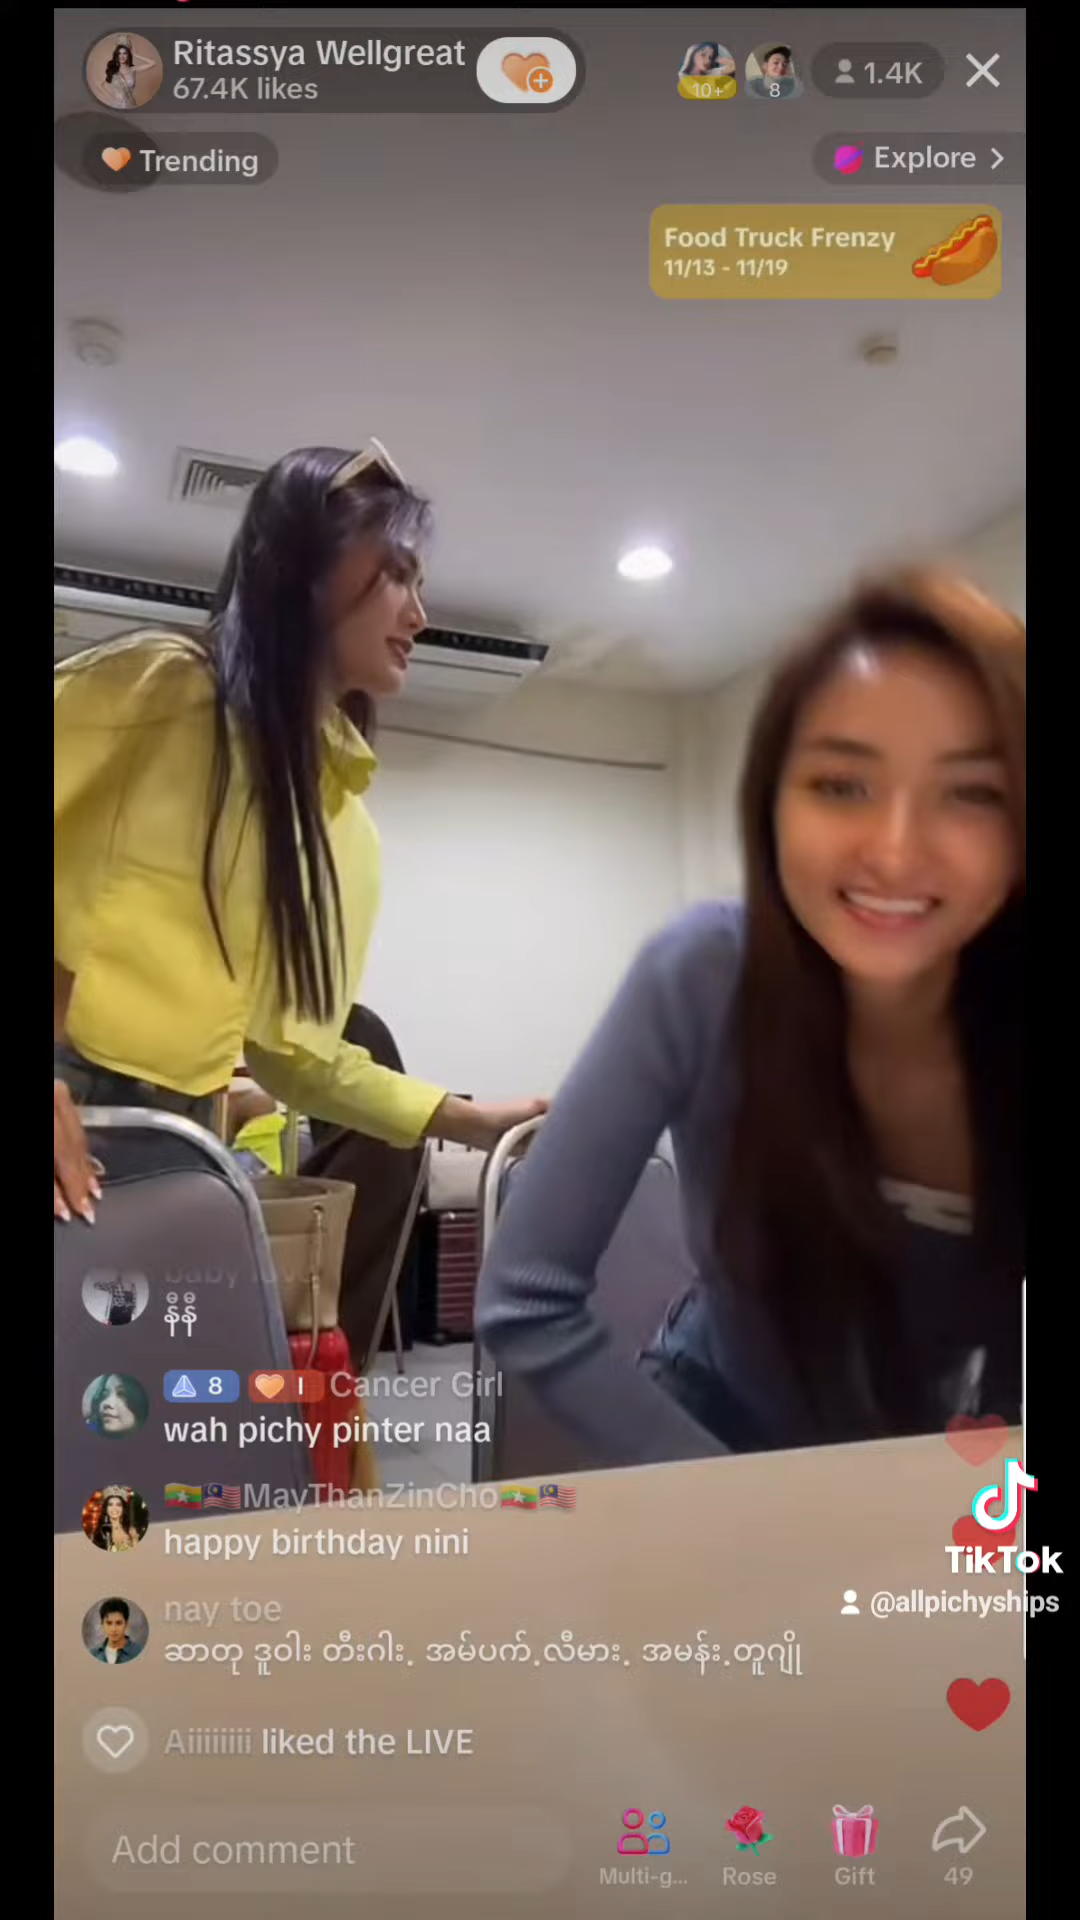 Ritassya Wellgreat
67.4K likes
10+
8
1.4K
Trending
Explore
Food Truck Frenzy
11/13 - 11/19
baby love
နီနီ
8
I
Cancer Girl
wah pichy pinter naa
🇲🇲🇲🇾MayThanZinCho🇲🇲🇲🇾
happy birthday nini
nay toe
ဆာတု ဒူဝါး တီးဂါး. အမ်ပက်.လီမား. အမန်း.တူဂျို
Aiiiiiiii liked the LIVE
TikTok
@allpichyships
Add comment
Multi-g...
Rose
Gift
49